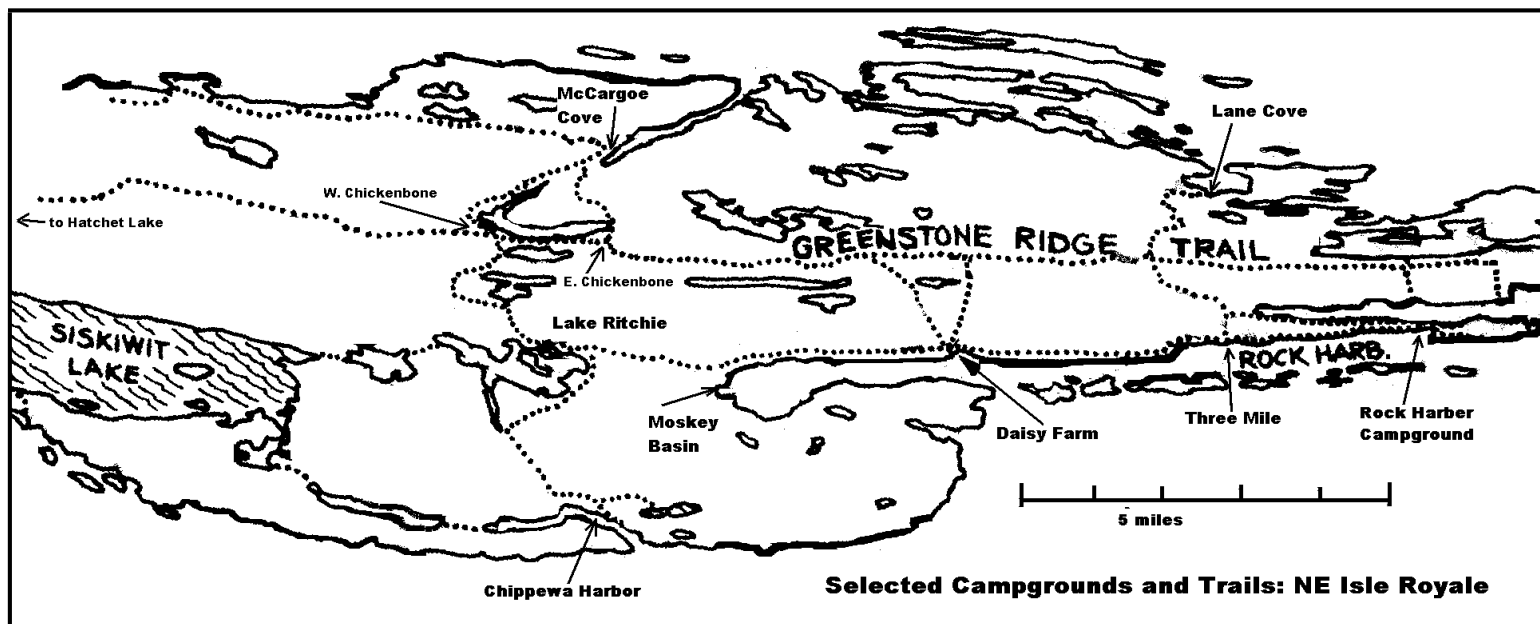 McCargoe
Cove
Lane Cove
W. Chickenbone
to Hatchet Lake
GREENSTONE RIDGE TRAIL
E. Chickenbone
Lake Ritchie
SISKIWIT
LAKE
ROCK HARB.
Moskey
Basin
Daisy Farm
Three Mile
Rock Harber
Campground
5 miles
Chippewa Harbor
Selected Campgrounds and Trails: NE Isle Royale